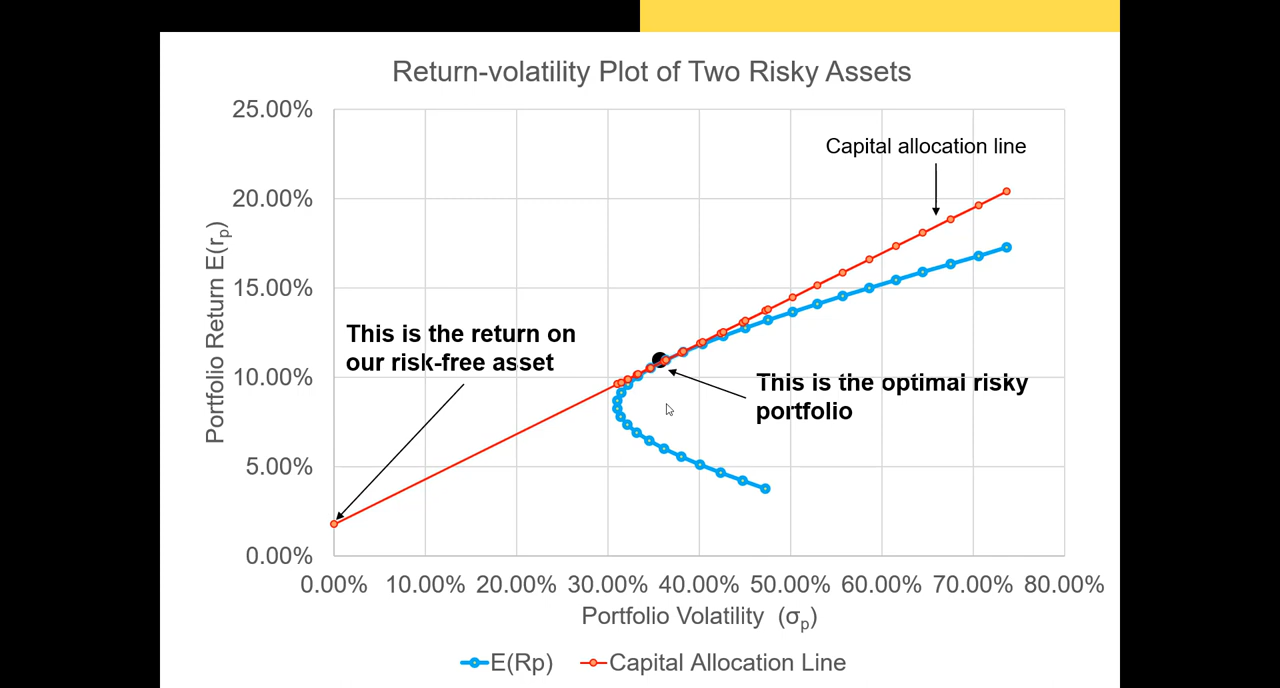 Return-volatility Plot of Two Risky Assets
25.00%
20.00%
15.00%
10.00%
5.00%
0.00%
Portfolio Return E(rp)
Capital allocation line
This is the return on
our risk-free asset
This is the optimal risky
portfolio
0.00% 10.00% 20.00% 30.00% 40.00% 50.00% 60.00% 70.00% 80.00%
Portfolio Volatility (σp)
E(Rp) Capital Allocation Line